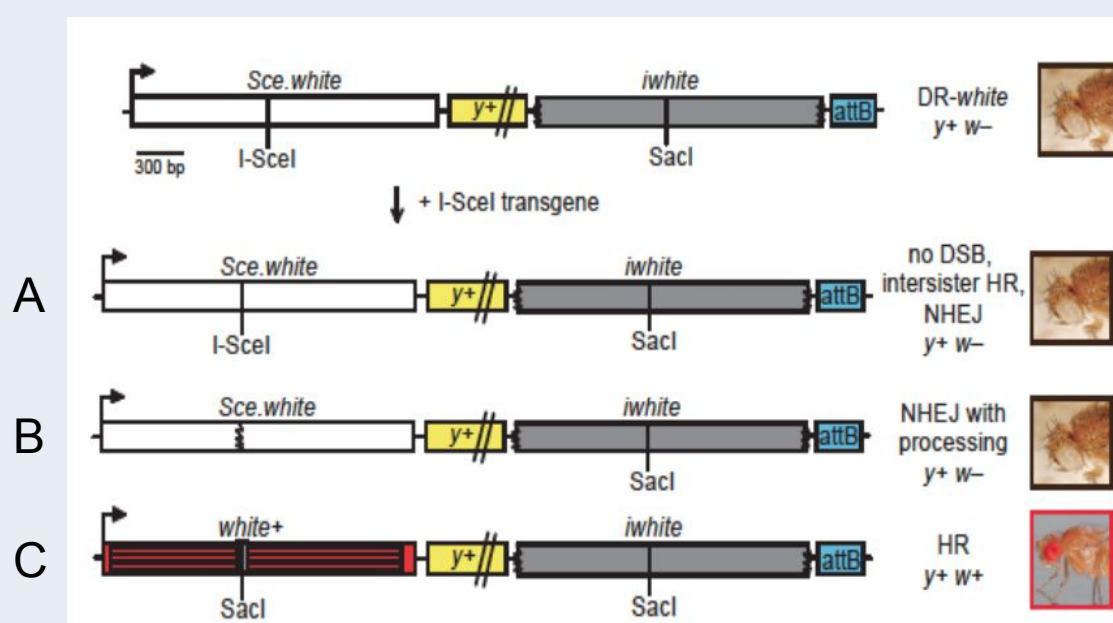 Sce.white
y+
iwhite
attB
DR-white
y+ w–
300 bp
I-SceI
SacI
+ I-SceI transgene
A
Sce.white
y+
iwhite
attB
no DSB,
intersister HR,
NHEJ
y+ w–
I-SceI
SacI
B
Sce.white
y+
iwhite
attB
NHEJ with
processing
y+ w–
SacI
C
white+
y+
iwhite
attB
HR
y+ w+
SacI
SacI